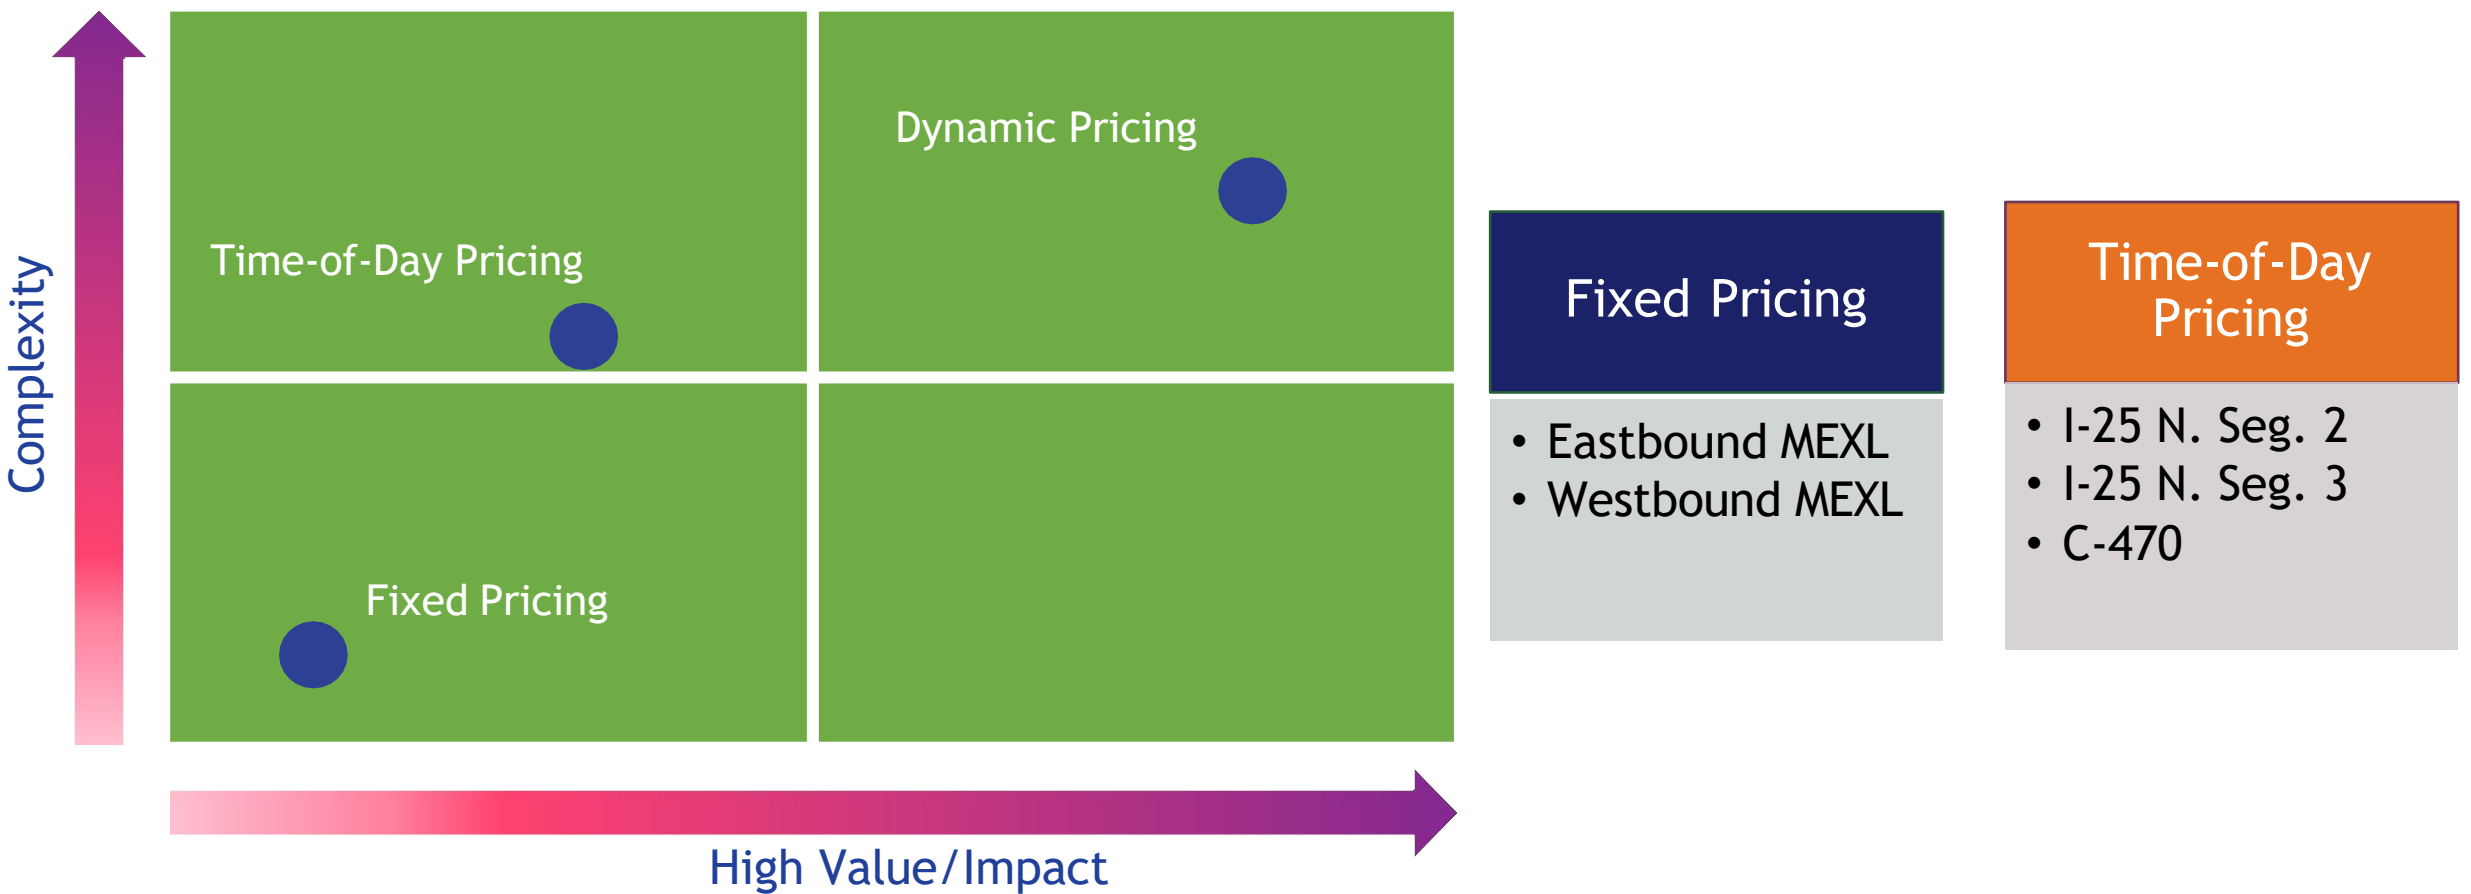 Complexity
Dynamic Pricing
Time-of-Day Pricing
Fixed Pricing
High Value/Impact
Fixed Pricing
• Eastbound MEXL
• Westbound MEXL
Time-of-Day
Pricing
• I-25 N. Seg. 2
• I-25 N. Seg. 3
• C-470